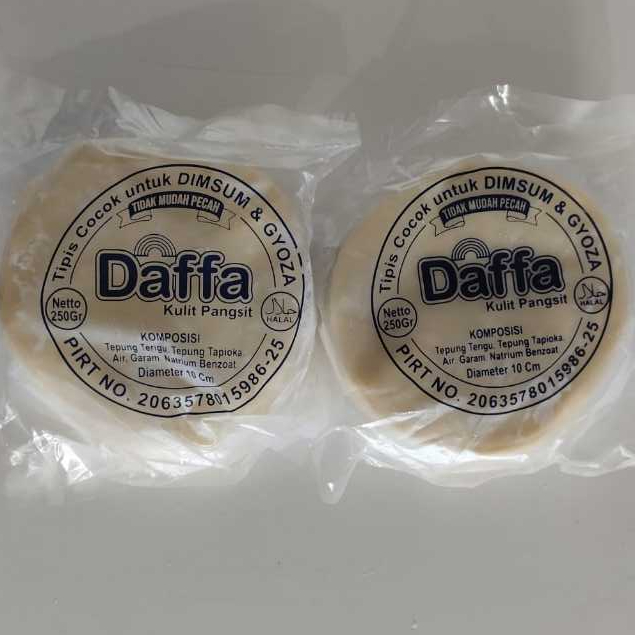 Tipis Cocok untuk DIMSUM & GYOZA
TIDAK MUDAH PECAH
Daffa
Kulit Pangsit
Netto
250Gr
HALAL
KOMPOSISI
Tepung Terigu, Tepung Tapioka
Air, Garam, Natrium Benzoat
Diameter 10 Cm
PIRT NO. 2063578015986-25
Tipis Cocok untuk DIMSUM & GYOZA
TIDAK MUDAH PECAH
Daffa
Kulit Pangsit
Netto
250Gr
HALAL
KOMPOSISI
Tepung Terigu, Tepung Tapioka
Air, Garam, Natrium Benzoat
Diameter 10 Cm
PIRT NO. 2063578015986-25